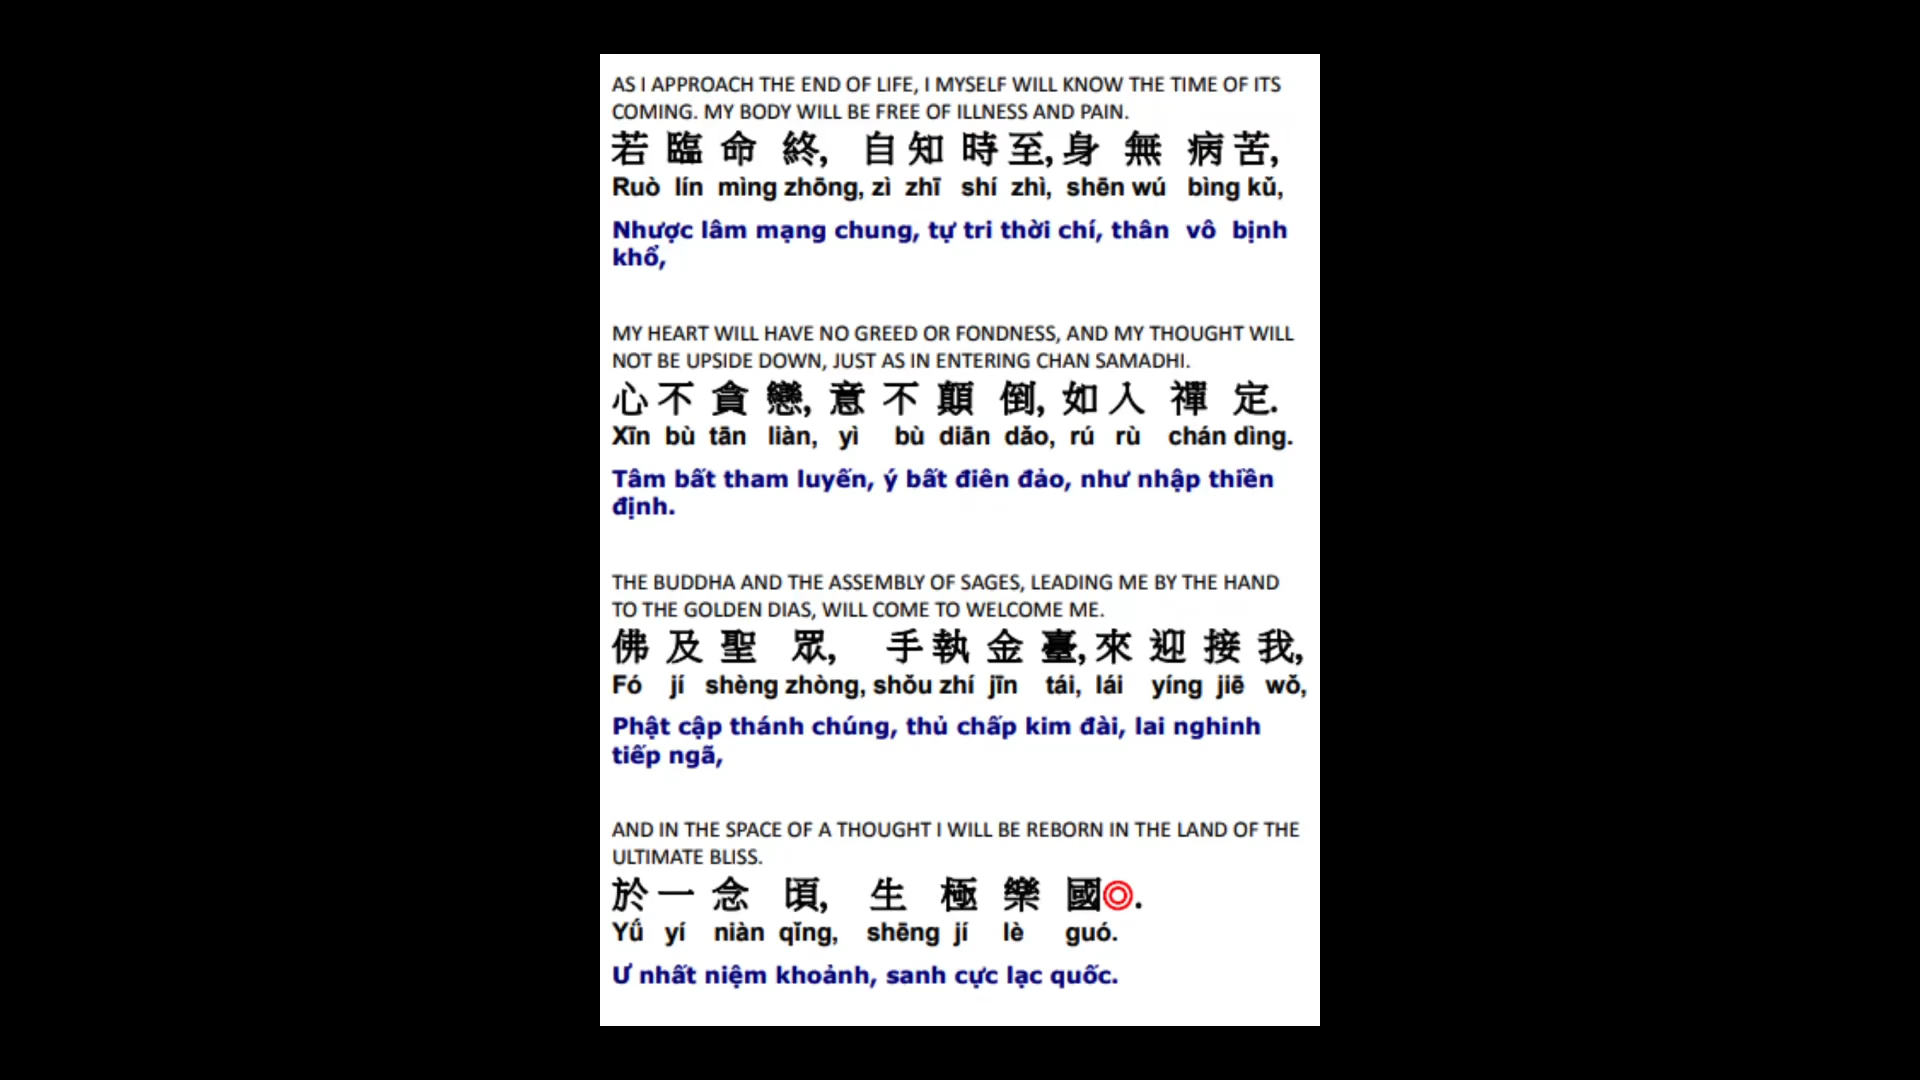 AS I APPROACH THE END OF LIFE, I MYSELF WILL KNOW THE TIME OF ITS
COMING. MY BODY WILL BE FREE OF ILLNESS AND PAIN.
若 臨 命 終, 自 知 時 至, 身 無 病 苦,
Ruò lín mìng zhōng, zì zhī shí zhì, shēn wú bìng kǔ,
Nhược lâm mạng chung, tự tri thời chí, thân vô bịnh
khổ,
MY HEART WILL HAVE NO GREED OR FONDNESS, AND MY THOUGHT WILL
NOT BE UPSIDE DOWN, JUST AS IN ENTERING CHAN SAMADHI.
心 不 貪 戀, 意 不 顛 倒, 如 入 禪 定.
Xīn bù tān liàn, yì bù diān dǎo, rú rù chán dìng.
Tâm bất tham luyến, ý bất điên đảo, như nhập thiền
định.
THE BUDDHA AND THE ASSEMBLY OF SAGES, LEADING ME BY THE HAND
TO THE GOLDEN DIAS, WILL COME TO WELCOME ME.
佛 及 聖 眾, 手 執 金 臺, 來 迎 接 我,
Fó jí shèng zhòng, shǒu zhí jīn tái, lái yíng jiē wǒ,
Phật cập thánh chúng, thủ chấp kim đài, lai nghinh
tiếp ngã,
AND IN THE SPACE OF A THOUGHT I WILL BE REBORN IN THE LAND OF THE
ULTIMATE BLISS.
於 一 念 頃, 生 極 樂 國◎.
Yǘ yí niàn qǐng, shēng jí lè guó.
Ư nhất niệm khoảnh, sanh cực lạc quốc.